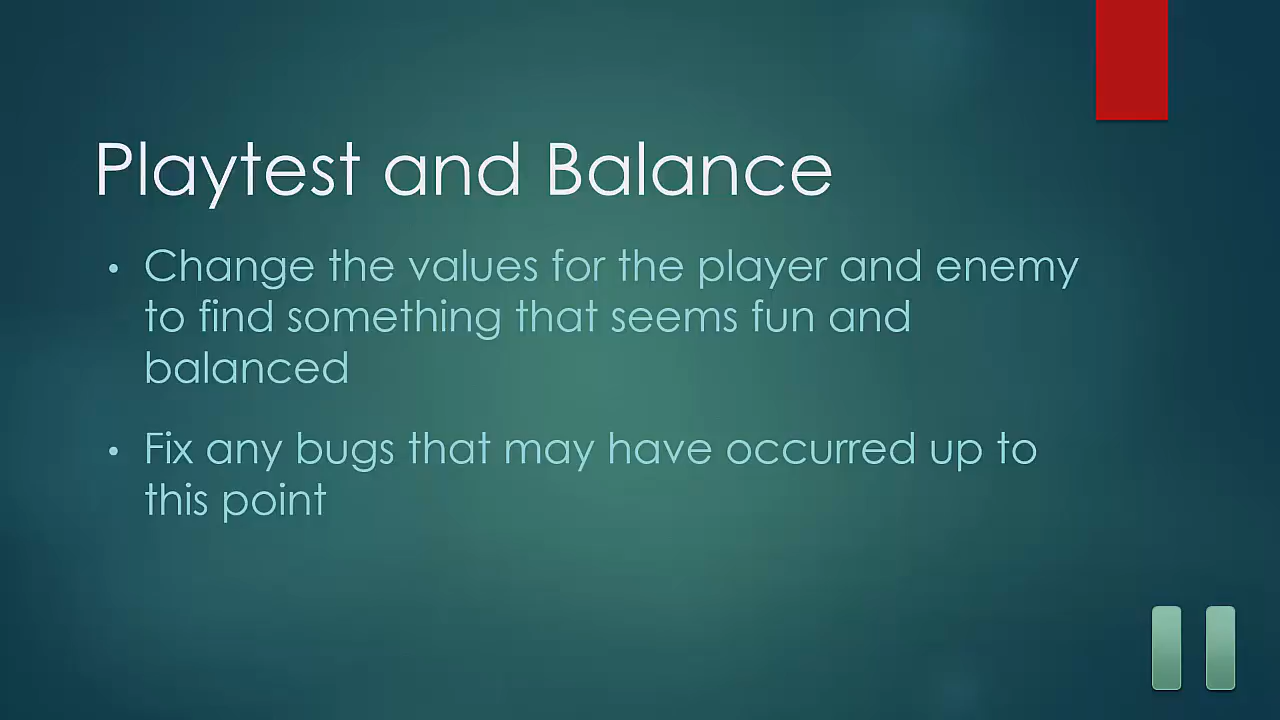 Playtest and Balance
• Change the values for the player and enemy
to find something that seems fun and
balanced
• Fix any bugs that may have occurred up to
this point